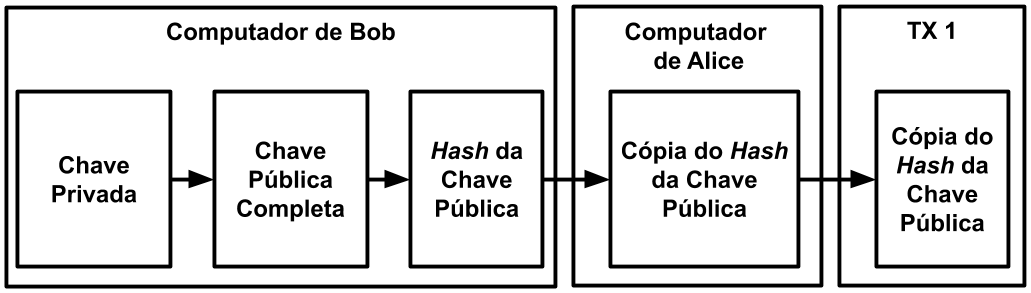 Computador de Bob
Chave
Privada
Chave
Pública
Completa
Hash da
Chave
Pública
Computador
de Alice
Cópia do Hash
da Chave
Pública
TX 1
Cópia do
Hash da
Chave
Pública